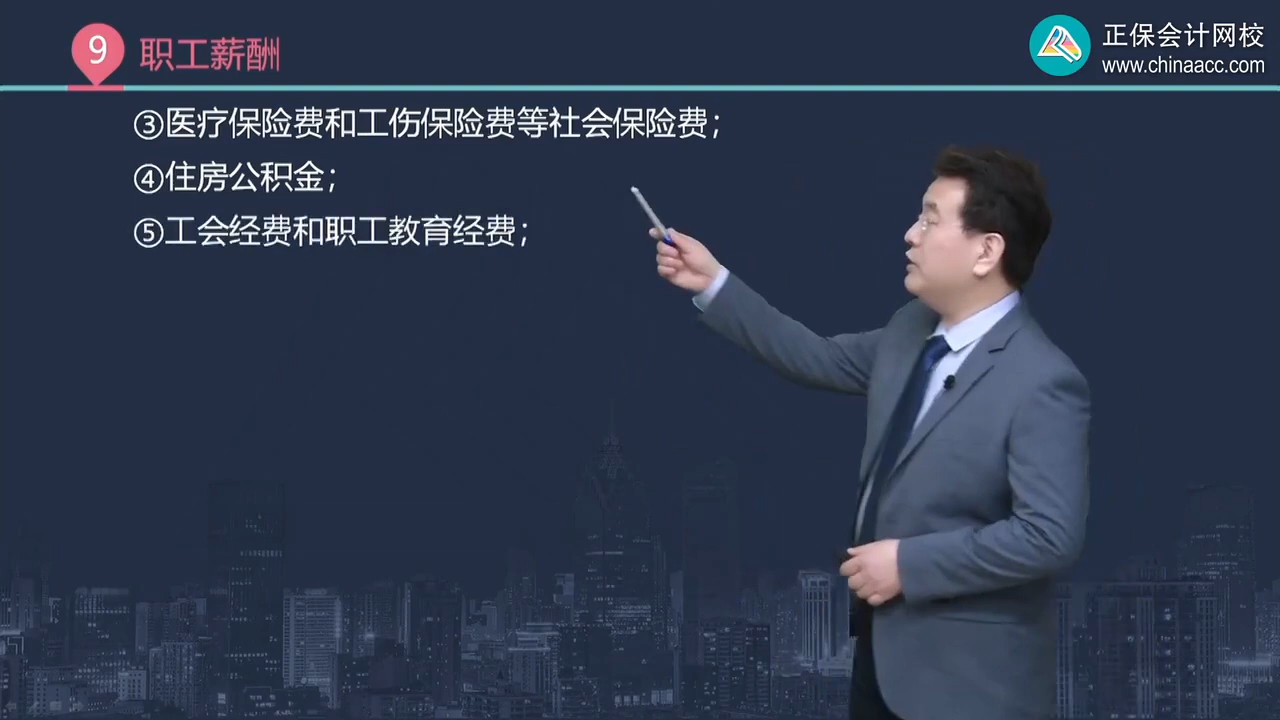 9 职工薪酬
正保会计网校
www.chinaacc.com
③医疗保险费和工伤保险费等社会保险费；
④住房公积金；
⑤工会经费和职工教育经费；